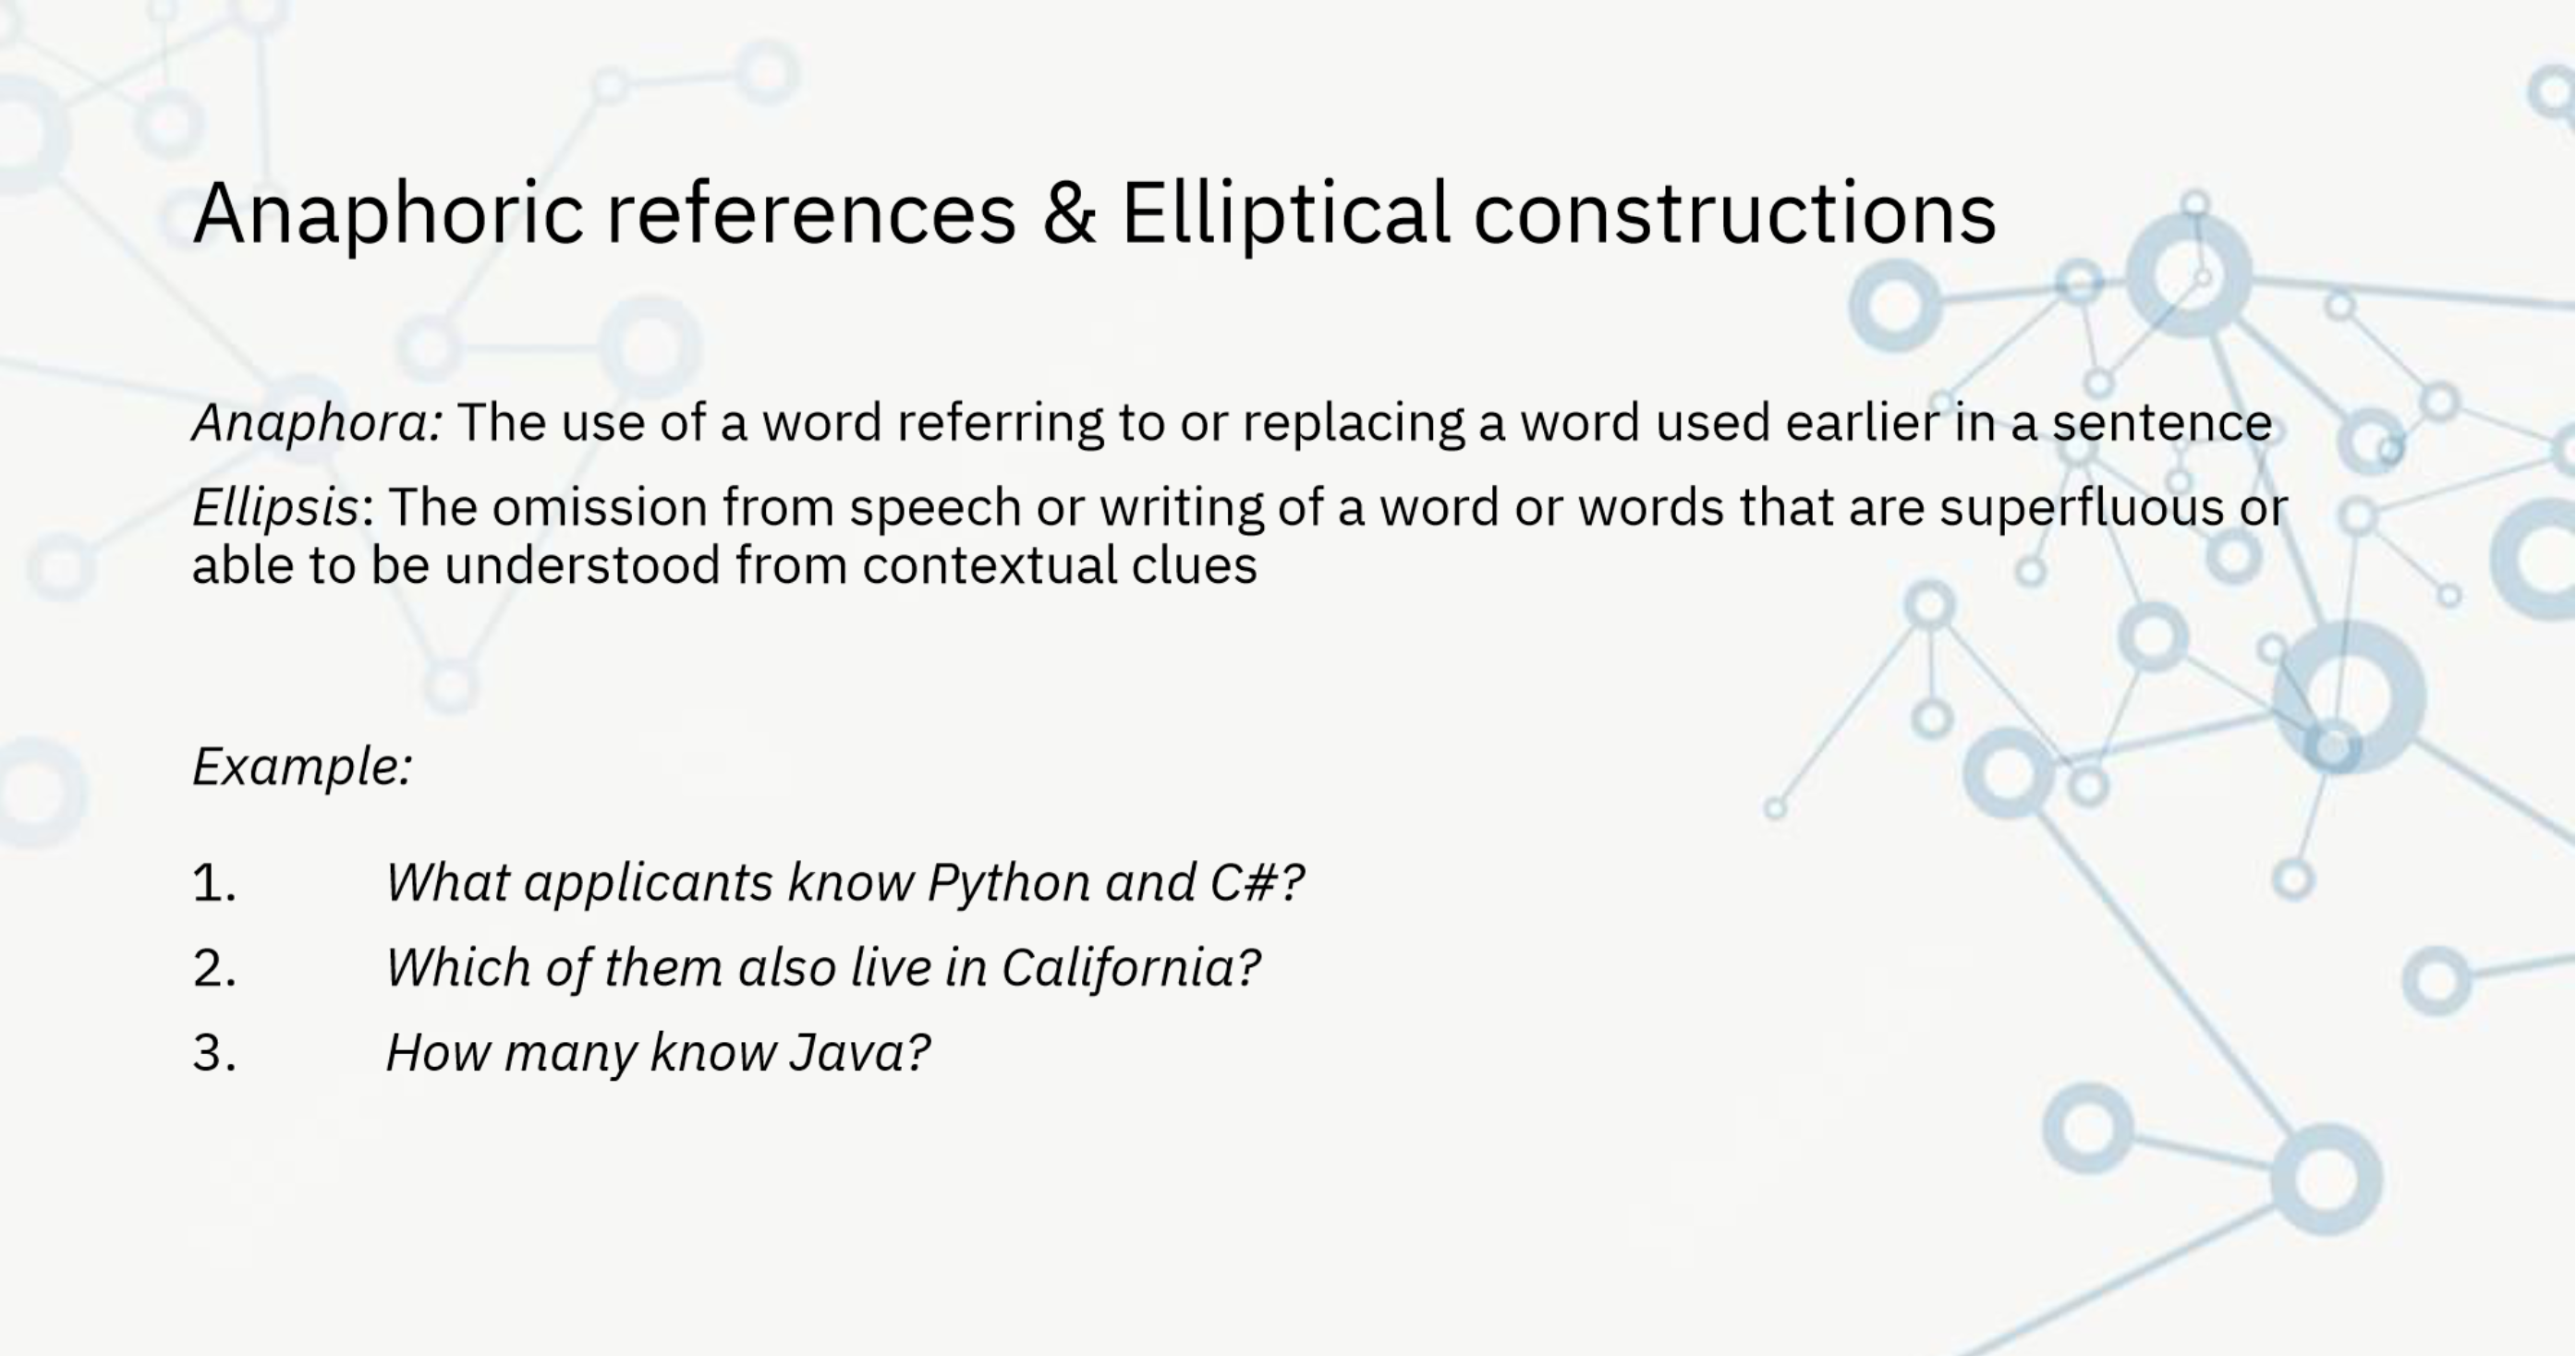 Anaphoric references & Elliptical constructions
Anaphora: The use of a word referring to or replacing a word used earlier in a sentence
Ellipsis: The omission from speech or writing of a word or words that are superfluous or
able to be understood from contextual clues
Example:
1. What applicants know Python and C#?
2. Which of them also live in California?
3. How many know Java?